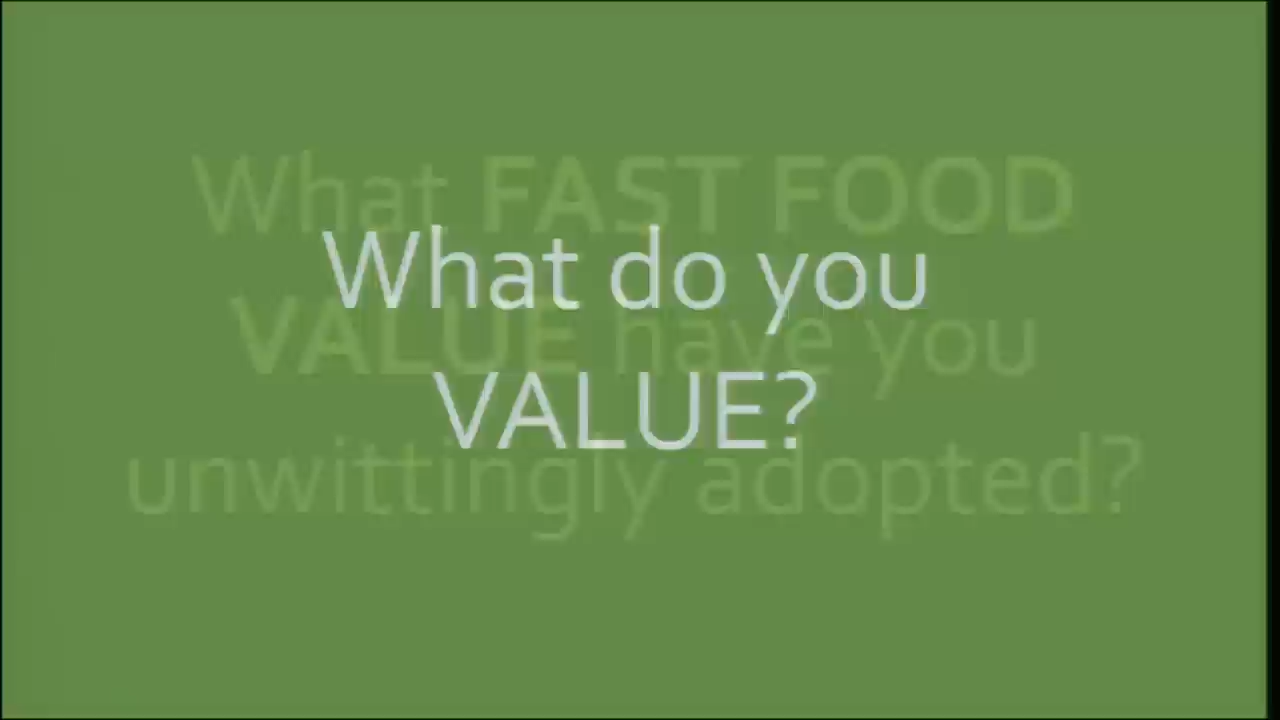 What FAST FOOD
VALUE have you
unwittingly adopted?
What do you
VALUE?